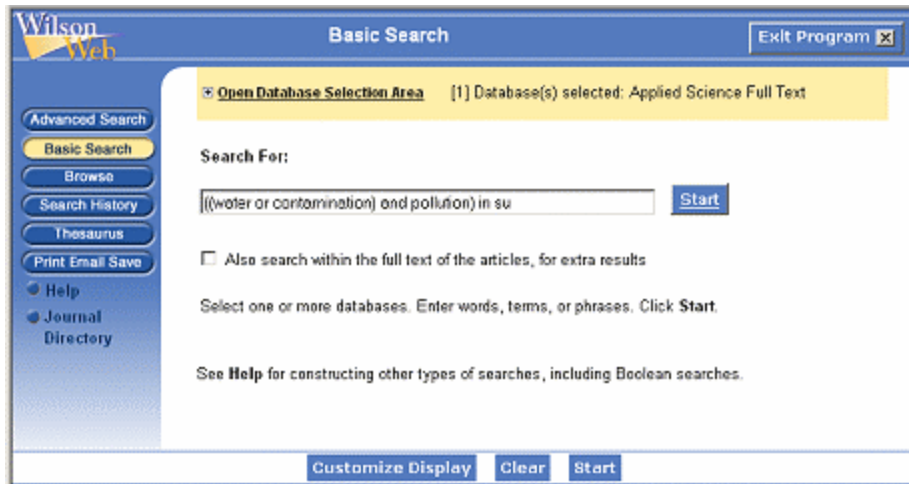 Wilson
Web
Basic Search
Exit Program
Open Database Selection Area [1] Database(s) selected: Applied Science Full Text
Advanced Search
Basic Search
Browse
Search History
Thesaurus
Print Email Save
Help
Journal
Directory
Search For:
((water or contamination) and pollution) in su
Start
Also search within the full text of the articles, for extra results
Select one or more databases. Enter words, terms, or phrases. Click Start.
See Help for constructing other types of searches, including Boolean searches.
Customize Display Clear Start